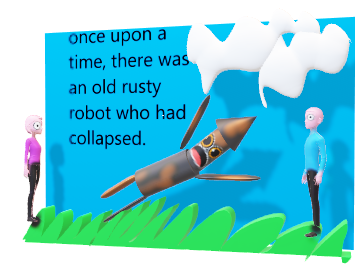 once upon a
time, there was
an old rusty
robot who had
collapsed.